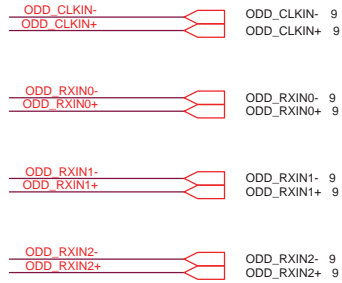 ODD_CLKIN- ODD_CLKIN- 9
ODD_CLKIN+ ODD_CLKIN+ 9
ODD_RXIN0- ODD_RXIN0- 9
ODD_RXIN0+ ODD_RXIN0+ 9
ODD_RXIN1- ODD_RXIN1- 9
ODD_RXIN1+ ODD_RXIN1+ 9
ODD_RXIN2- ODD_RXIN2- 9
ODD_RXIN2+ ODD_RXIN2+ 9